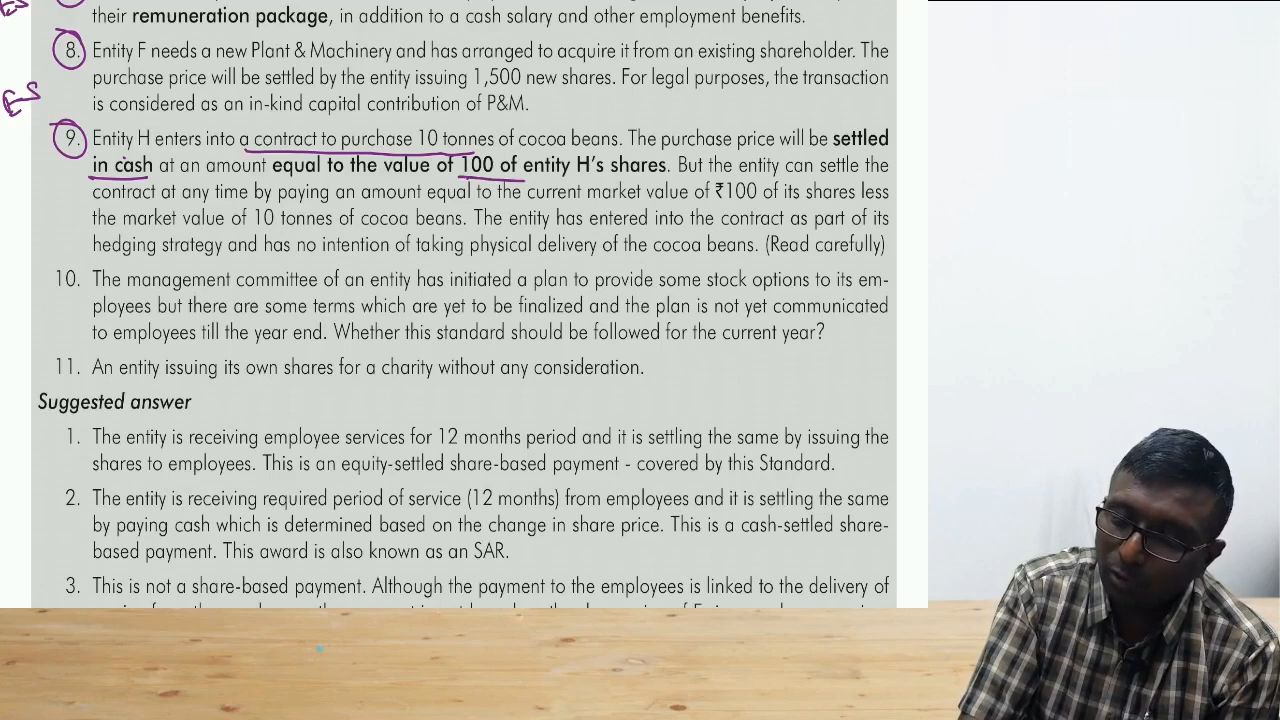 ES
their remuneration package, in addition to a cash salary and other employment benefits.
8. Entity F needs a new Plant & Machinery and has arranged to acquire it from an existing shareholder. The
purchase price will be settled by the entity issuing 1,500 new shares. For legal purposes, the transaction
is considered as an in-kind capital contribution of P&M.
ES
9. Entity H enters into a contract to purchase 10 tonnes of cocoa beans. The purchase price will be settled
in cash at an amount equal to the value of 100 of entity H's shares. But the entity can settle the
contract at any time by paying an amount equal to the current market value of ₹100 of its shares less
the market value of 10 tonnes of cocoa beans. The entity has entered into the contract as part of its
hedging strategy and has no intention of taking physical delivery of the cocoa beans. (Read carefully)
10. The management committee of an entity has initiated a plan to provide some stock options to its em-
ployees but there are some terms which are yet to be finalized and the plan is not yet communicated
to employees till the year end. Whether this standard should be followed for the current year?
11. An entity issuing its own shares for a charity without any consideration.
Suggested answer
1. The entity is receiving employee services for 12 months period and it is settling the same by issuing the
shares to employees. This is an equity-settled share-based payment - covered by this Standard.
2. The entity is receiving required period of service (12 months) from employees and it is settling the same
by paying cash which is determined based on the change in share price. This is a cash-settled share-
based payment. This award is also known as an SAR.
3. This is not a share-based payment. Although the payment to the employees is linked to the delivery of